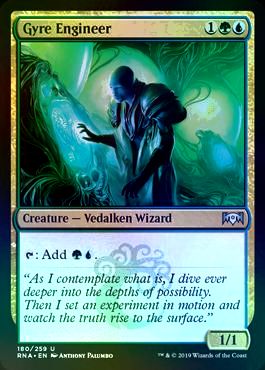 Gyre Engineer 1
Creature — Vedalken Wizard
: Add .
“As I contemplate what is, I dive ever
deeper into the depths of possibility.
Then I set an experiment in motion and
watch the truth rise to the surface.”
1/1
180/259 U
RNA • EN Anthony Palumbo
™ & © 2019 Wizards of the Coast